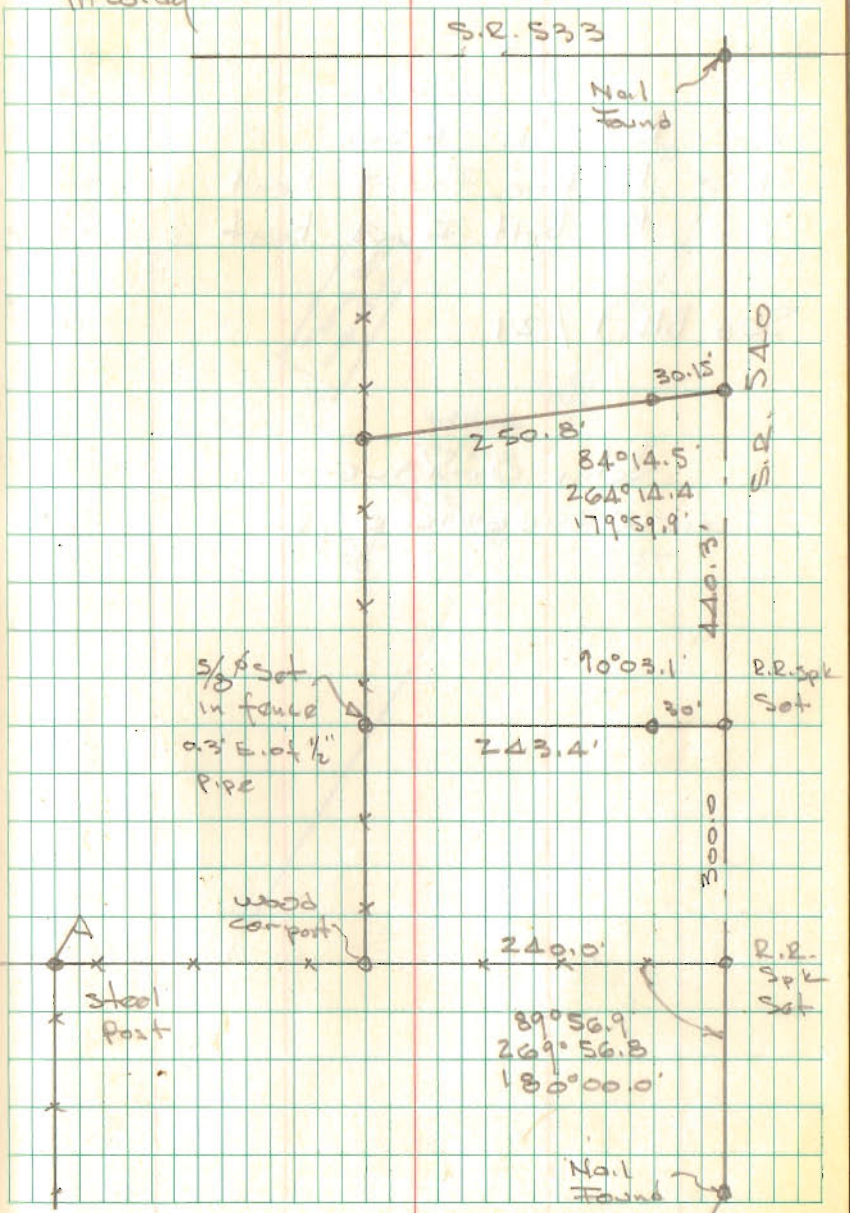 S.R. 533
Nail
Found
30.15'
S.R. 540
250.8'
84°14.5'
264°14.4
179°59.9'
440.3'
90°03.1'
R.R. Spk
Set
5/8 ⌀ Set
in fence
0.3' E. of 1/2"
pipe
30'
243.4'
300.0
wood
cor post
A
240.0'
R.R.
Spk
Set
steel
post
89°56.9'
269°56.8
180°00.0'
Nail
Found